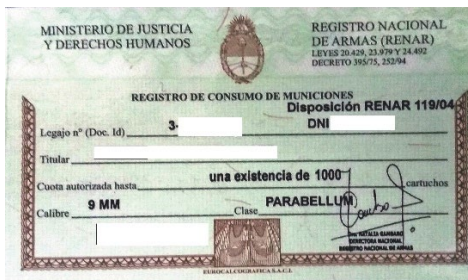 MINISTERIO DE JUSTICIA
Y DERECHOS HUMANOS
REGISTRO NACIONAL
DE ARMAS (RENAR)
LEYES 20.429, 23.979 Y 24.492
DECRETO 395/75, 252/94
REGISTRO DE CONSUMO DE MUNICIONES
Disposición RENAR 119/04
Legajo nº (Doc. Id) 3- DNI
Titular
Cuota autorizada hasta una existencia de 1000 cartuchos
Calibre 9 MM Clase PARABELLUM
DIRECTORA NACIONAL
REGISTRO NACIONAL DE ARMAS
EUROCALCOGRAFICA S.A.C.I.